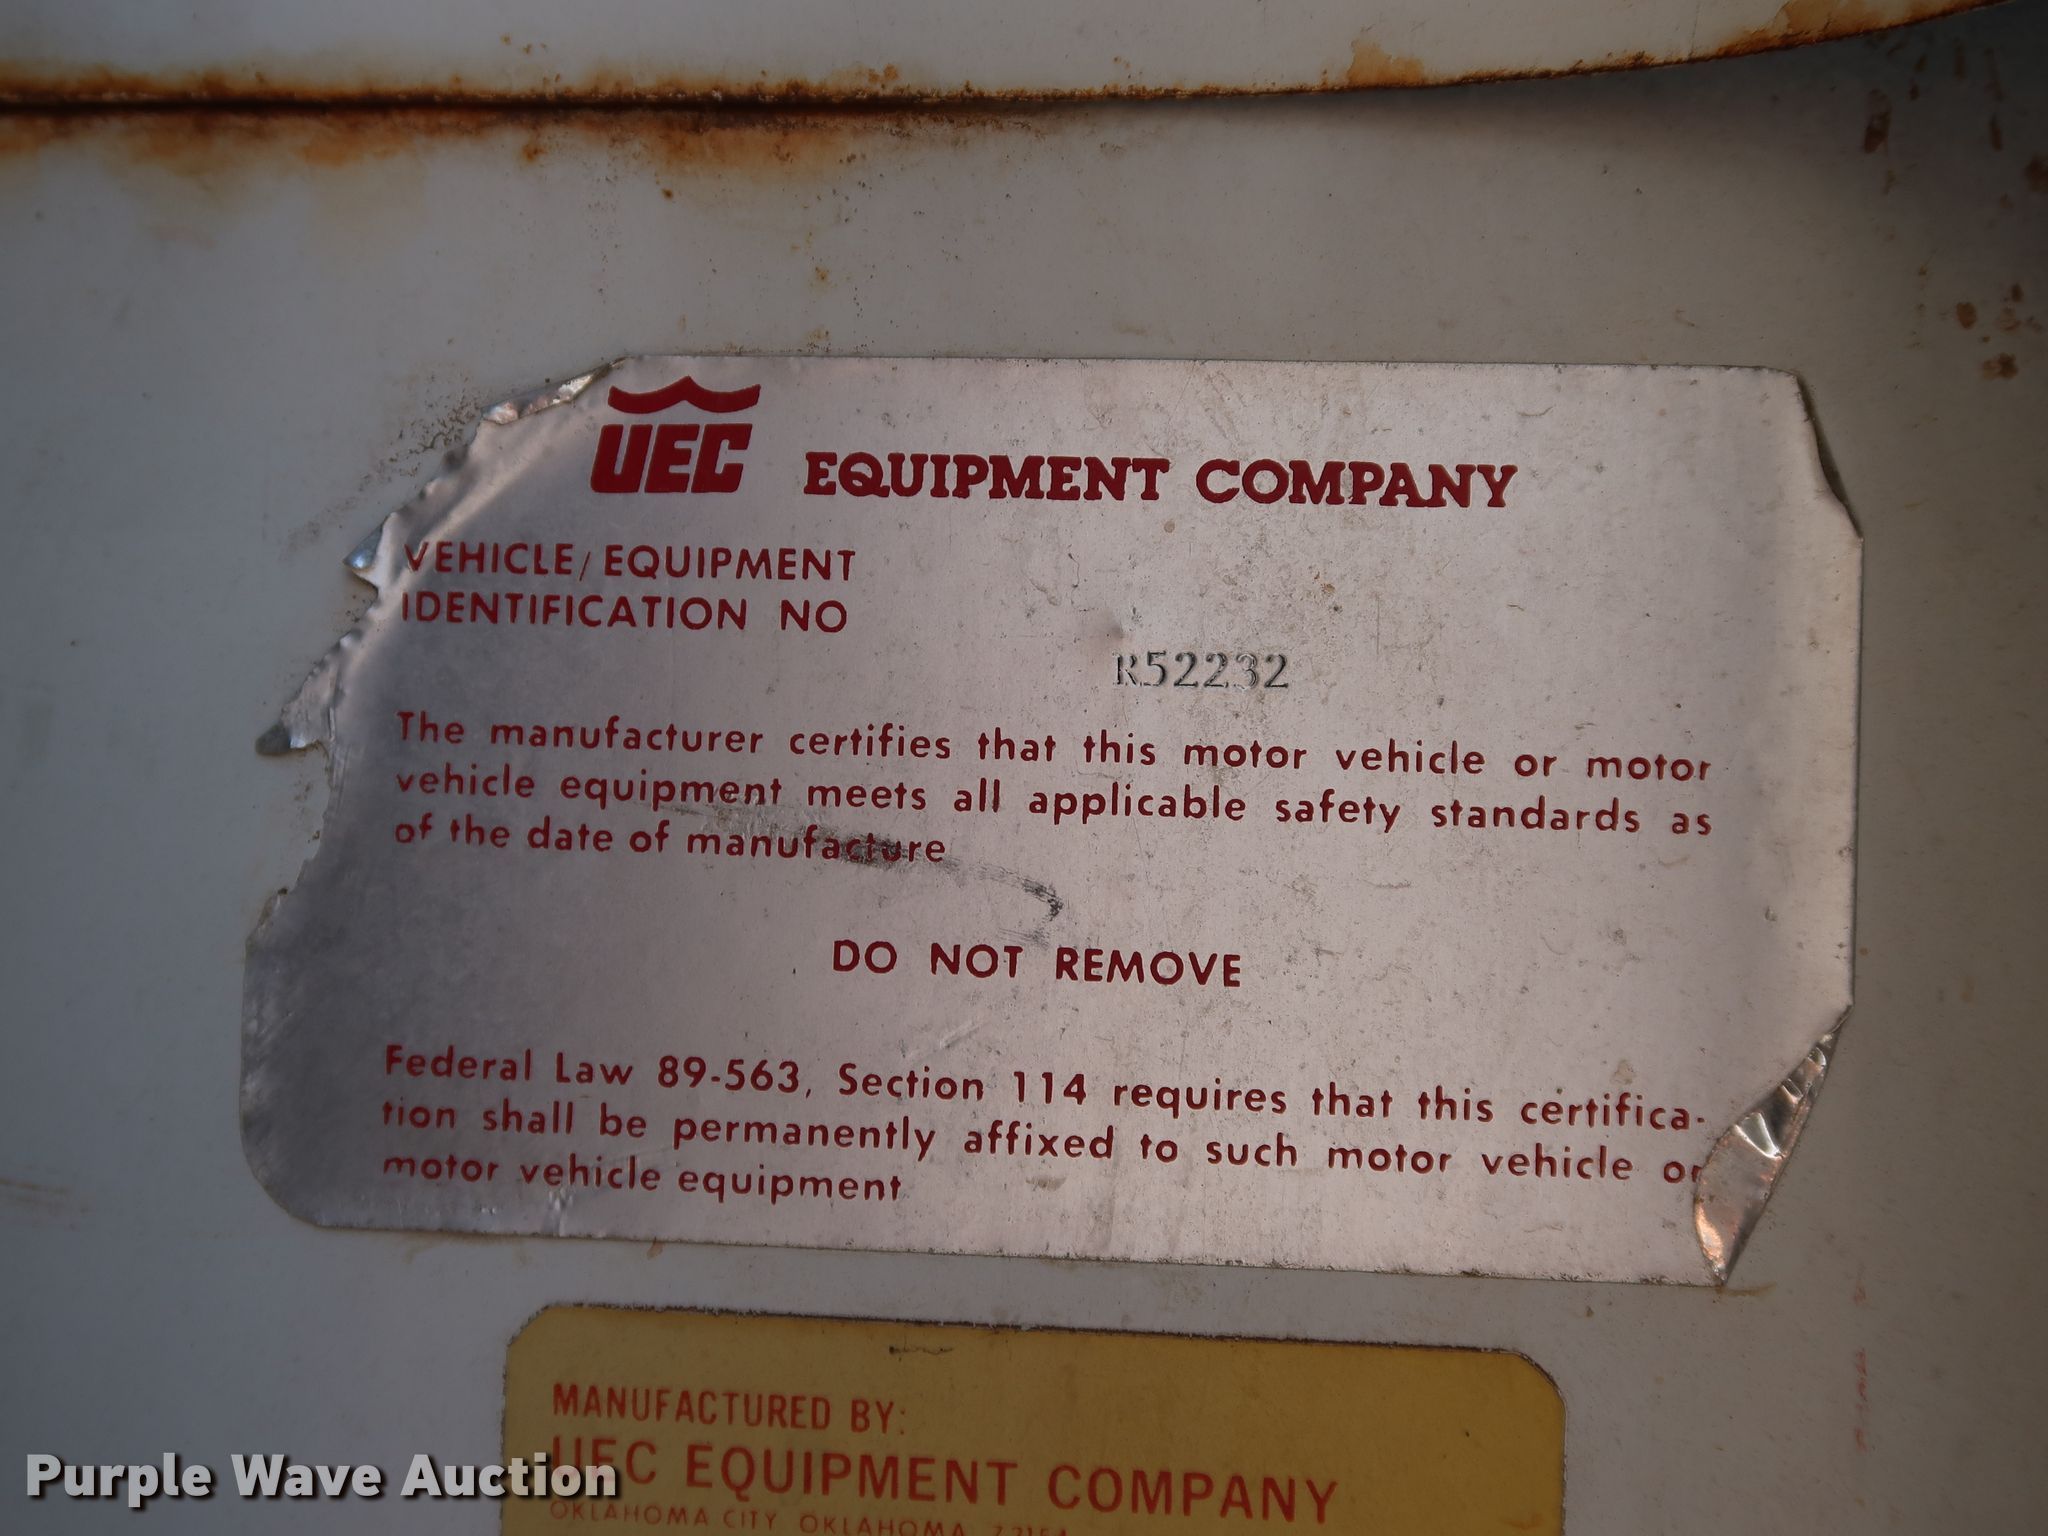 UEC EQUIPMENT COMPANY
VEHICLE/EQUIPMENT
IDENTIFICATION NO
R52232
The manufacturer certifies that this motor vehicle or motor
vehicle equipment meets all applicable safety standards as
of the date of manufacture
DO NOT REMOVE
Federal Law 89-563, Section 114 requires that this certifica-
tion shall be permanently affixed to such motor vehicle or
motor vehicle equipment
MANUFACTURED BY:
UEC EQUIPMENT COMPANY
OKLAHOMA CITY, OKLAHOMA
Purple Wave Auction